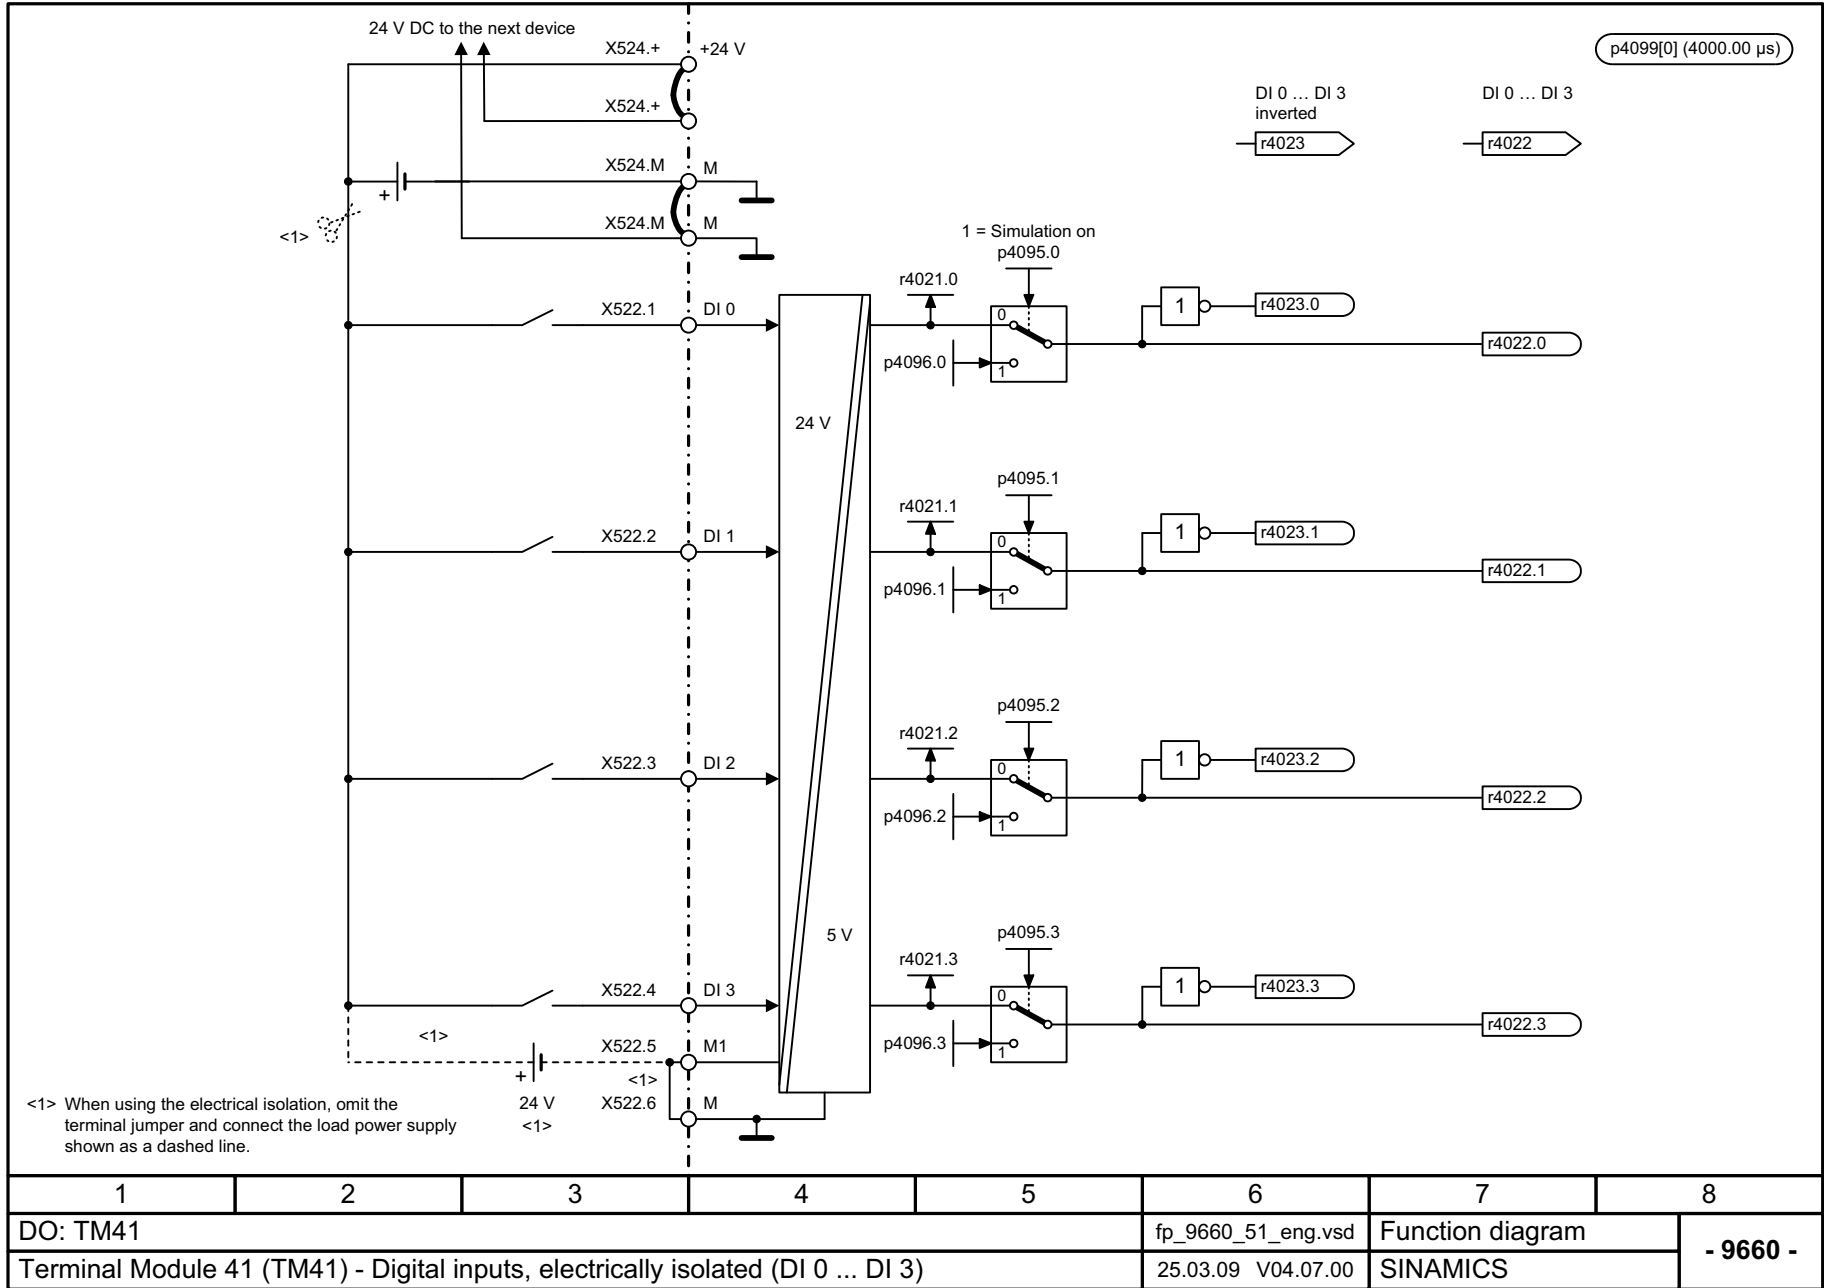 24 V DC to the next device
X524.+
+24 V
p4099[0] (4000.00 µs)
X524.+
DI 0 ... DI 3
inverted
DI 0 ... DI 3
r4023
r4022
X524.M
M
+
<1>
X524.M
M
1 = Simulation on
p4095.0
r4021.0
X522.1
DI 0
0
1
r4023.0
r4022.0
p4096.0
1
24 V
p4095.1
r4021.1
X522.2
DI 1
0
1
r4023.1
r4022.1
p4096.1
1
p4095.2
r4021.2
X522.3
DI 2
0
1
r4023.2
r4022.2
p4096.2
1
5 V
p4095.3
r4021.3
X522.4
DI 3
0
1
r4023.3
r4022.3
p4096.3
1
<1>
X522.5
M1
+
<1>
24 V
<1>
X522.6
M
<1> When using the electrical isolation, omit the
terminal jumper and connect the load power supply
shown as a dashed line.
1 2 3 4 5 6 7 8
DO: TM41
fp_9660_51_eng.vsd
Function diagram
- 9660 -
Terminal Module 41 (TM41) - Digital inputs, electrically isolated (DI 0 ... DI 3)
25.03.09 V04.07.00
SINAMICS